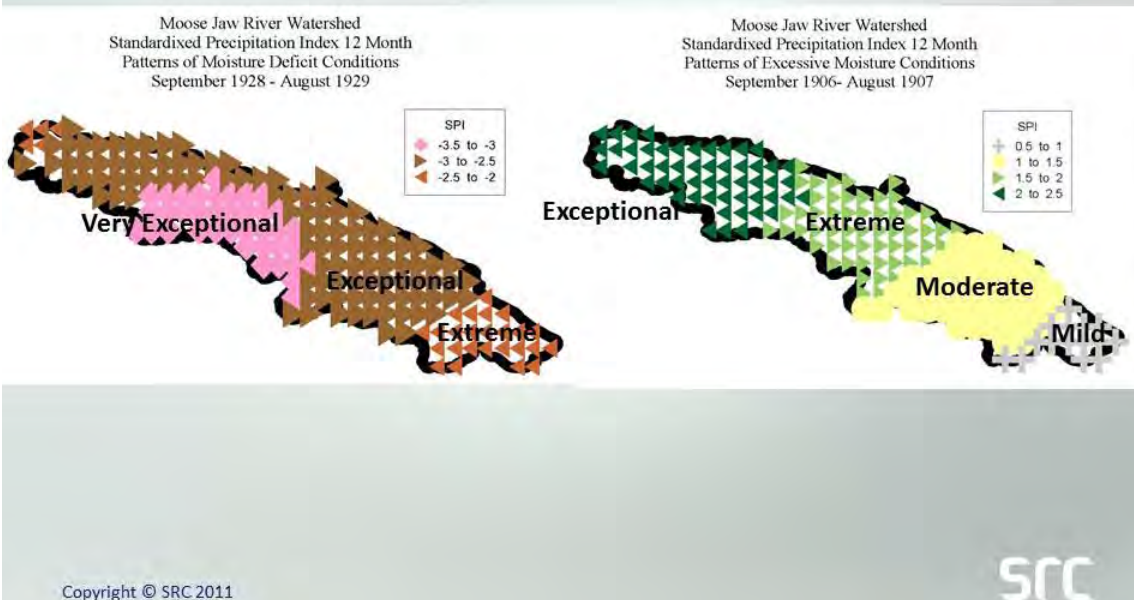 Moose Jaw River Watershed
Standardixed Precipitation Index 12 Month
Patterns of Moisture Deficit Conditions
September 1928 - August 1929
SPI
-3.5 to -3
-3 to -2.5
-2.5 to -2
Very Exceptional
Exceptional
Extreme
Moose Jaw River Watershed
Standardixed Precipitation Index 12 Month
Patterns of Excessive Moisture Conditions
September 1906- August 1907
SPI
0.5 to 1
1 to 1.5
1.5 to 2
2 to 2.5
Exceptional
Extreme
Moderate
Mild
Copyright © SRC 2011
SRC